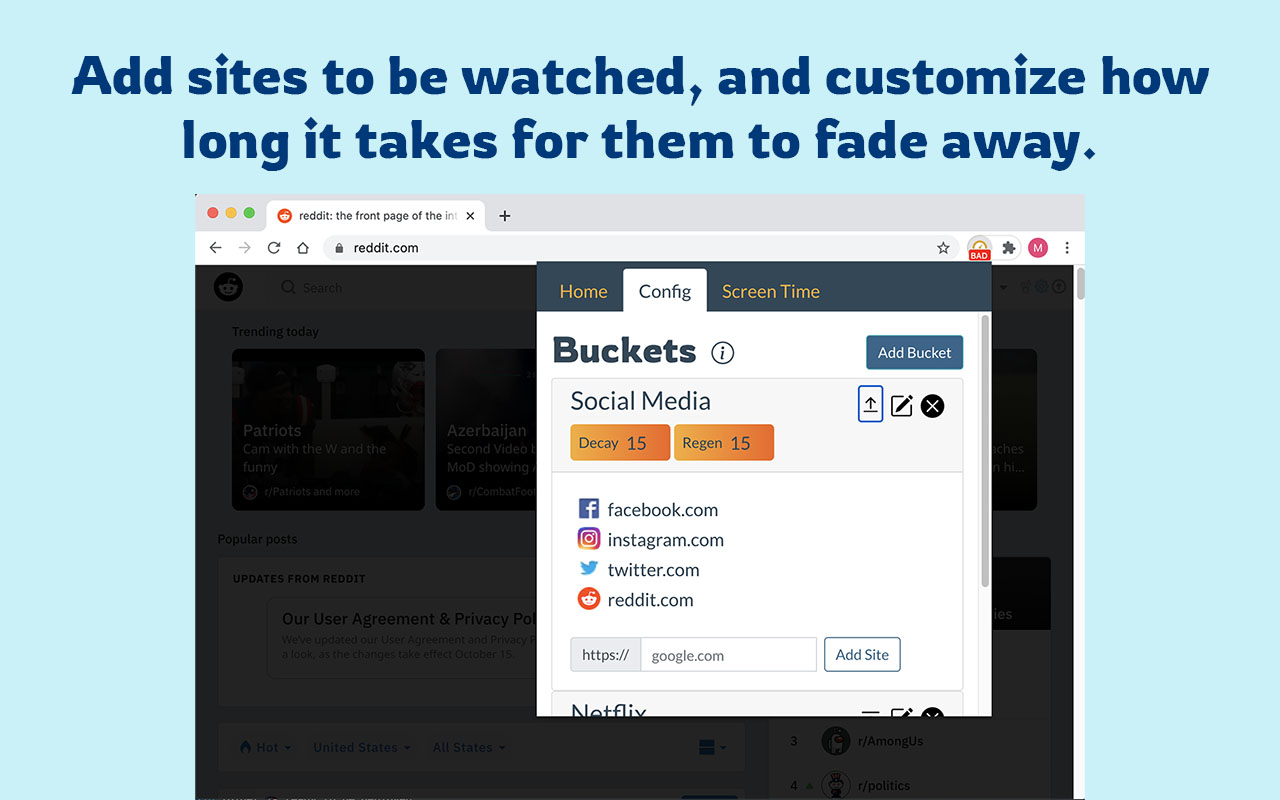 Add sites to be watched, and customize how
long it takes for them to fade away.
reddit: the front page of the int
reddit.com
BAD
M
Search
Home
Config
Screen Time
Trending today
Buckets
Add Bucket
Social Media
Decay 15
Regen 15
Patriots
Cam with the W and the
funny
r/Patriots and more
Azerbaijan
Second Video
MoD showing
r/CombatFoo
aches
n hi...
facebook.com
instagram.com
twitter.com
reddit.com
https://
google.com
Add Site
Netflix
Popular posts
UPDATES FROM REDDIT
Our User Agreement & Privacy Pol
We've updated our User Agreement and Privacy P
a look, as the changes take effect October 15.
ies
Hot
United States
All States
3 r/AmongUs
4 r/politics